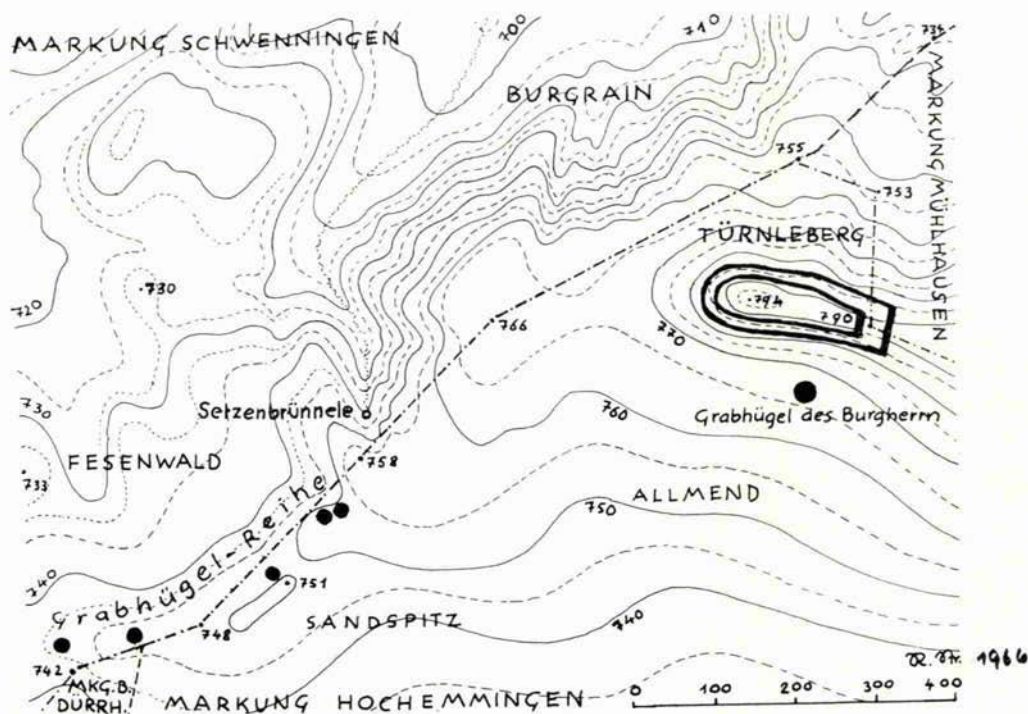 MARKUNG SCHWENNINGEN
700
710
734
BURGRAIN
MARKUNG MÜHLHAUSEN
755
753
TÜRNLEBERG
.730
720
.794
790
766
770
730
Setzenbrünnele
760
Grabhügel des Burgherrn
FESENWALD
758
733
ALLMEND
750
Grabhügel-Reihe
740
751
748
SANDSPITZ
740
742
1966
MKG.B.
DÜRRH.
MARKUNG HOCHEMMINGEN
0 100 200 300 400